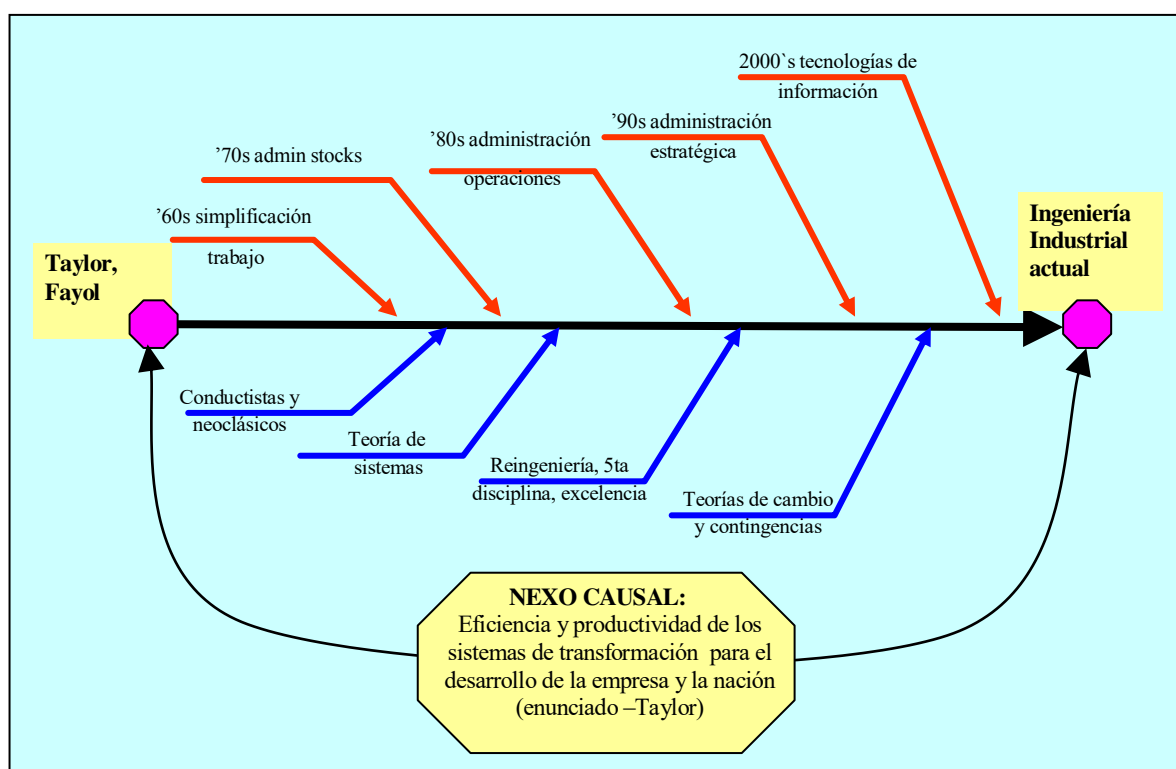 2000`s tecnologías de
información
’90s administración
estratégica
’80s administración
operaciones
’70s admin stocks
’60s simplificación
trabajo
Taylor,
Fayol
Ingeniería
Industrial
actual
Conductistas y
neoclásicos
Teoría de
sistemas
Reingeniería, 5ta
disciplina, excelencia
Teorías de cambio
y contingencias
NEXO CAUSAL:
Eficiencia y productividad de los
sistemas de transformación para el
desarrollo de la empresa y la nación
(enunciado –Taylor)